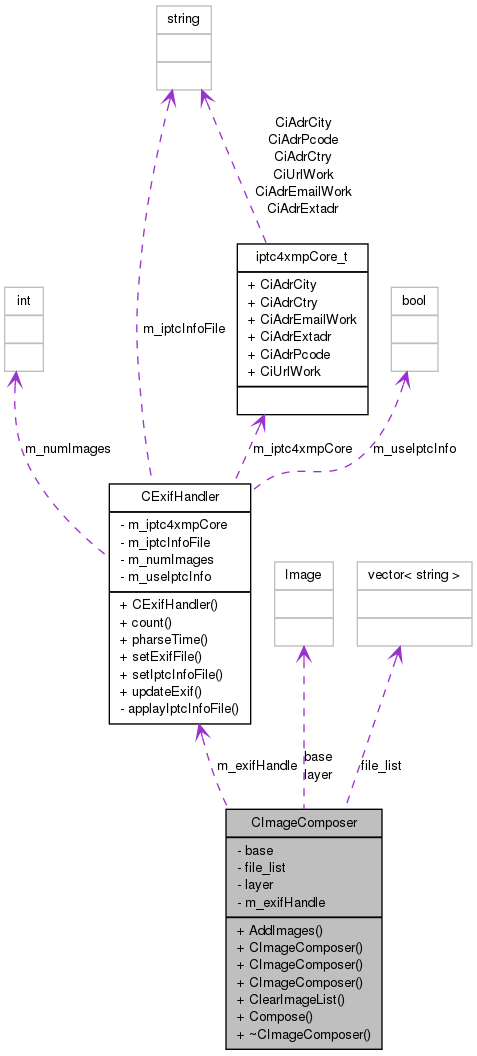 string
CiAdrCity
CiAdrPcode
CiAdrCtry
CiUrlWork
CiAdrEmailWork
CiAdrExtadr
iptc4xmpCore_t
+ CiAdrCity
+ CiAdrCtry
+ CiAdrEmailWork
+ CiAdrExtadr
+ CiAdrPcode
+ CiUrlWork
int
bool
m_iptcInfoFile
m_numImages
m_iptc4xmpCore
m_useIptcInfo
CExifHandler
- m_iptc4xmpCore
- m_iptcInfoFile
- m_numImages
- m_useIptcInfo
+ CExifHandler()
+ count()
+ pharseTime()
+ setExifFile()
+ setIptcInfoFile()
+ updateExif()
- applayIptcInfoFile()
Image
vector< string >
m_exifHandle
base
layer
file_list
CImageComposer
- base
- file_list
- layer
- m_exifHandle
+ AddImages()
+ CImageComposer()
+ CImageComposer()
+ CImageComposer()
+ ClearImageList()
+ Compose()
+ ~CImageComposer()